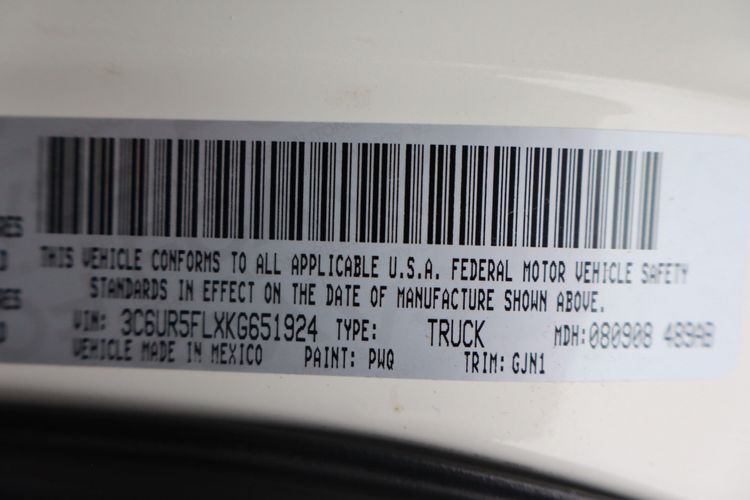 THIS VEHICLE CONFORMS TO ALL APPLICABLE U.S.A. FEDERAL MOTOR VEHICLE SAFETY
STANDARDS IN EFFECT ON THE DATE OF MANUFACTURE SHOWN ABOVE.
VIN: 3C6UR5FLXKG651924 TYPE: TRUCK MDH: 080908 489AB
VEHICLE MADE IN MEXICO PAINT: PWQ TRIM: GJN1